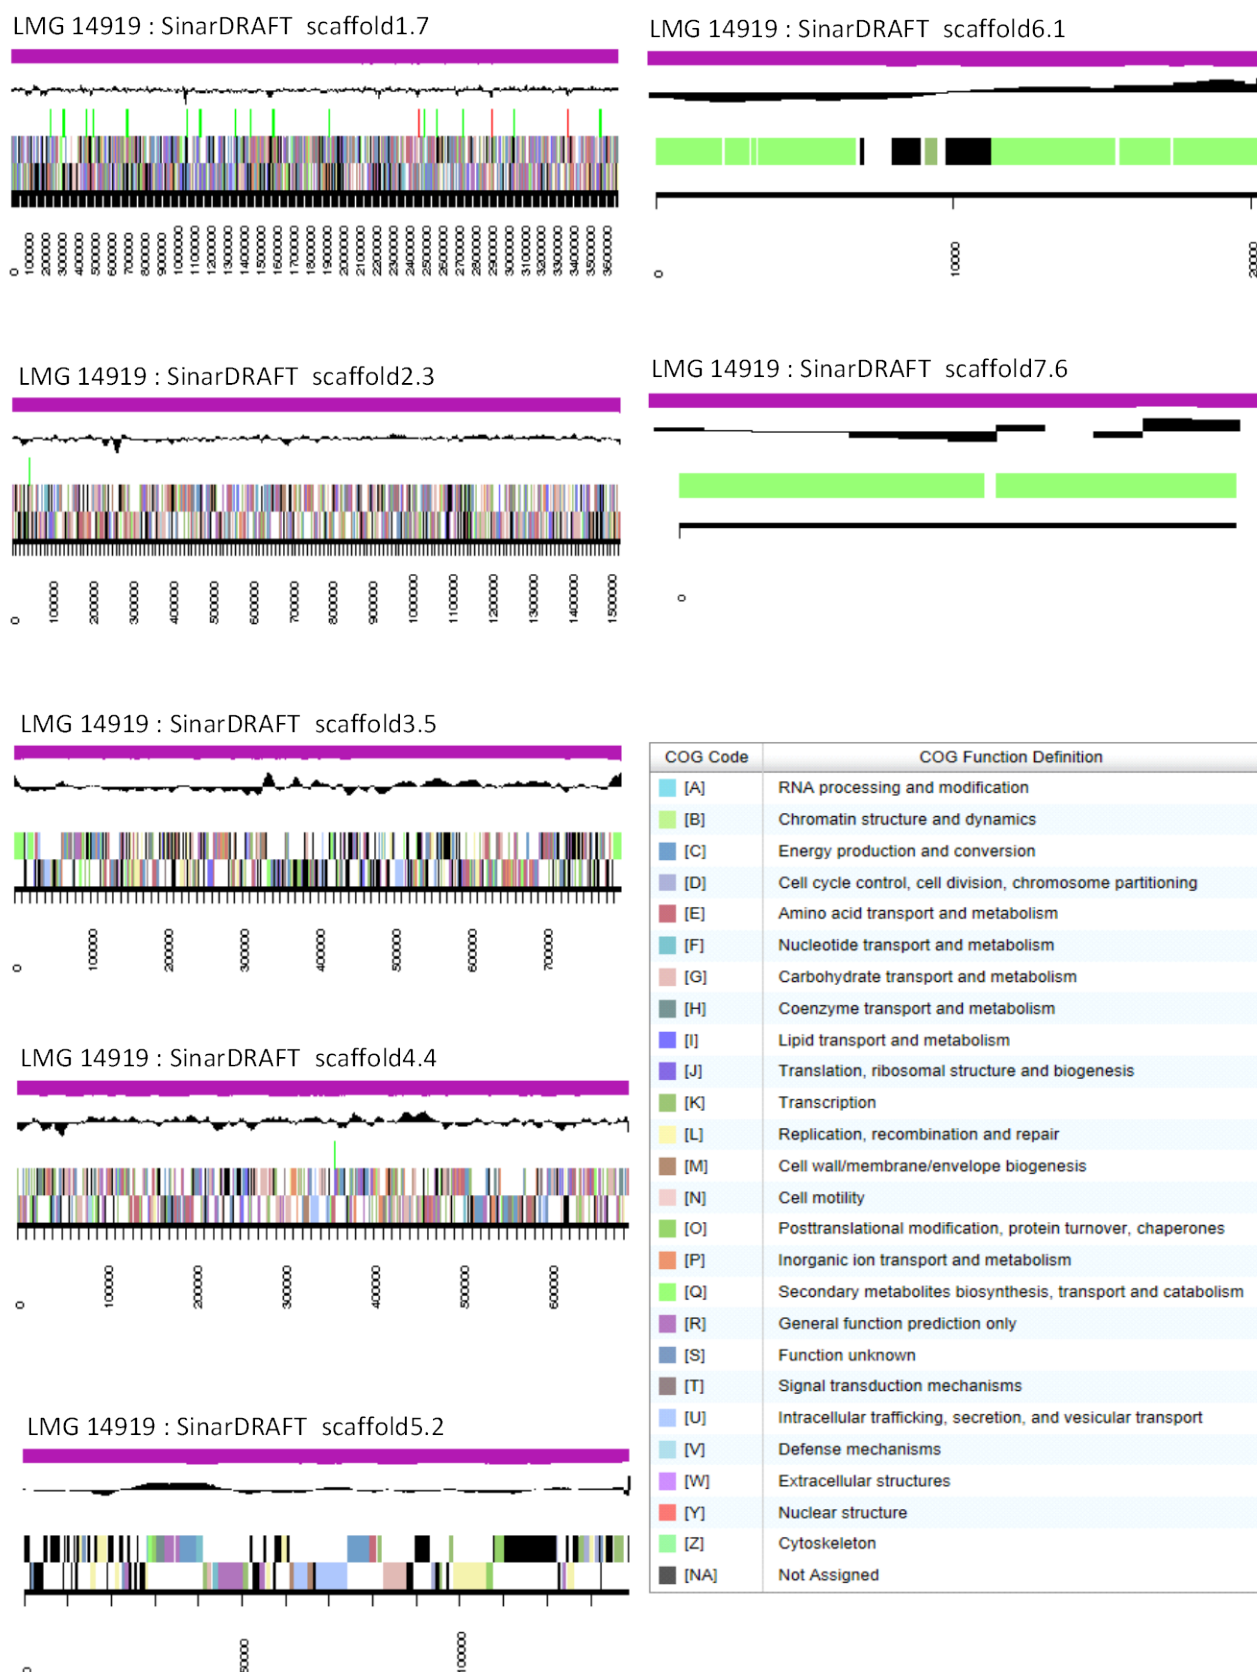 LMG 14919 : SinarDRAFT scaffold1.7
0 100000 200000 300000 400000 500000 600000 700000 800000 900000 1000000 1100000 1200000 1300000 1400000 1500000 1600000 1700000 1800000 1900000 2000000 2100000 2200000 2300000 2400000 2500000 2600000 2700000 2800000 2900000 3000000 3100000 3200000 3300000 3400000 3500000 3600000
LMG 14919 : SinarDRAFT scaffold2.3
0 100000 200000 300000 400000 500000 600000 700000 800000 900000 1000000 1100000 1200000 1300000 1400000 1500000
LMG 14919 : SinarDRAFT scaffold3.5
0 100000 200000 300000 400000 500000 600000 700000
LMG 14919 : SinarDRAFT scaffold4.4
0 100000 200000 300000 400000 500000 600000
LMG 14919 : SinarDRAFT scaffold5.2
0 50000 100000
LMG 14919 : SinarDRAFT scaffold6.1
0 10000 20000
LMG 14919 : SinarDRAFT scaffold7.6
0
COG Code COG Function Definition
[A] RNA processing and modification
[B] Chromatin structure and dynamics
[C] Energy production and conversion
[D] Cell cycle control, cell division, chromosome partitioning
[E] Amino acid transport and metabolism
[F] Nucleotide transport and metabolism
[G] Carbohydrate transport and metabolism
[H] Coenzyme transport and metabolism
[I] Lipid transport and metabolism
[J] Translation, ribosomal structure and biogenesis
[K] Transcription
[L] Replication, recombination and repair
[M] Cell wall/membrane/envelope biogenesis
[N] Cell motility
[O] Posttranslational modification, protein turnover, chaperones
[P] Inorganic ion transport and metabolism
[Q] Secondary metabolites biosynthesis, transport and catabolism
[R] General function prediction only
[S] Function unknown
[T] Signal transduction mechanisms
[U] Intracellular trafficking, secretion, and vesicular transport
[V] Defense mechanisms
[W] Extracellular structures
[Y] Nuclear structure
[Z] Cytoskeleton
[NA] Not Assigned